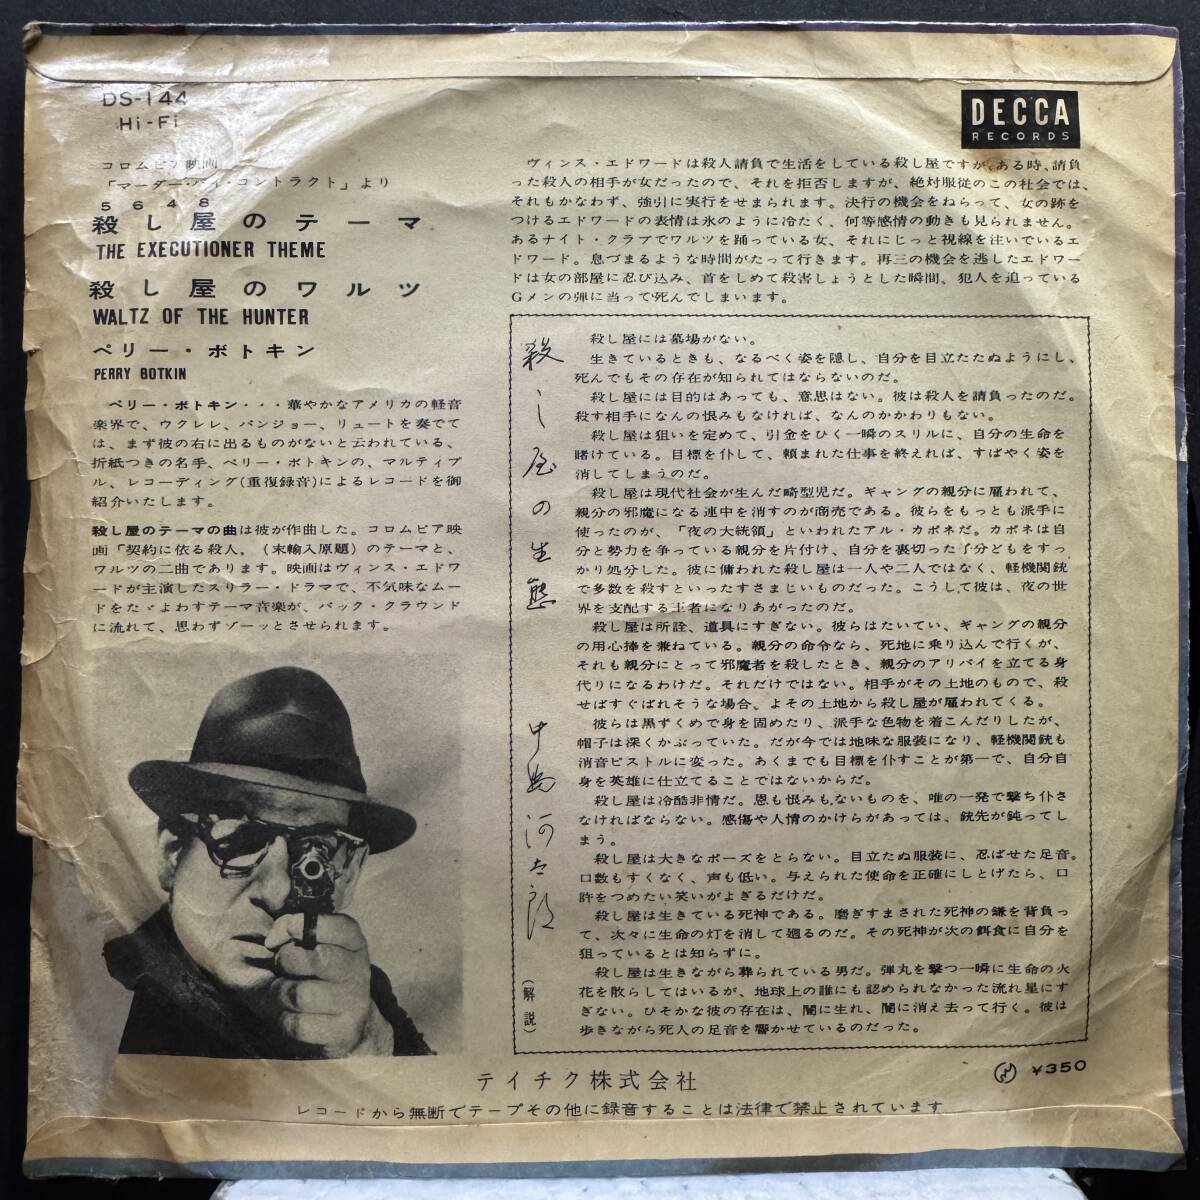 DS-144
Hi-Fi
DECCA
RECORDS
コロムビア映画
「マーダー・バイ・コントラクト」より
5648
殺し屋のテーマ
THE EXECUTIONER THEME
殺し屋のワルツ
WALTZ OF THE HUNTER
ペリー・ボトキン
PERRY BOTKIN
ペリー・ボトキン・・・華やかなアメリカの軽音
楽界で、ウクレレ、バンジョー、リュートを奏でて
は、まず彼の右に出るものがないと云われている、
折紙つきの名手、ペリー・ボトキンの、マルティプ
ル、レコーディング(重復録音)によるレコードを御
紹介いたします。
殺し屋のテーマの曲は彼が作曲した。コロムビア映
画「契約に依る殺人」(未輸入原題)のテーマと、
ワルツの二曲であります。映画はヴィンス・エドワ
ードが主演したスリラー・ドラマで、不気味なムー
ドをたゞよわすテーマ音楽が、バック・クラウンド
に流れて、思わずゾーッとさせられます。
ヴィンス・エドワードは殺人請負で生活をしている殺し屋ですが、ある時、請負
った殺人の相手が女だったので、それを拒否しますが、絶対服従のこの社会では、
それもかなわず、強引に実行をせまられます。決行の機会をねらって、女の跡を
つけるエドワードの表情は氷のように冷たく、何等感情の動きも見られません。
あるナイト・クラブでワルツを踊っている女、それにじっと視線を注いでいるエ
ドワード。息づまるような時間がたって行きます。再三の機会を逃したエドワー
ドは女の部屋に忍び込み、首をしめて殺害しょうとした瞬間、犯人を追っている
Gメンの弾に当って死んでしまいます。
殺し屋の生態
中島河太郎
(解説)
殺し屋には墓場がない。
生きているときも、なるべく姿を隠し、自分を目立たたぬようにし、
死んでもその存在が知られてはならないのだ。
殺し屋には目的はあっても、意思はない。彼は殺人を請負ったのだ。
殺す相手になんの恨みもなければ、なんのかかわりもない。
殺し屋は狙いを定めて、引金をひく一瞬のスリルに、自分の生命を
賭けている。目標を仆して、頼まれた仕事を終えれば、すばやく姿を
消してしまうのだ。
殺し屋は現代社会が生んだ畸型児だ。ギャングの親分に雇われて、
親分の邪魔になる連中を消すのが商売である。彼らをもっとも派手に
使ったのが、「夜の大統領」といわれたアル・カポネだ。カポネは自
分と勢力を争っている親分を片付け、自分を裏切った子分どもをすっ
かり処分した。彼に傭われた殺し屋は一人や二人ではなく、軽機関銃
で多数を殺すといったすさまじいものだった。こうして彼は、夜の世
界を支配する王者になりあがったのだ。
殺し屋は所詮、道具にすぎない。彼らはたいてい、ギャングの親分
の用心捧を兼ねている。親分の命令なら、死地に乗り込んで行くが、
それも親分にとって邪魔者を殺したとき、親分のアリバイを立てる身
代りになるわけだ。それだけではない。相手がその土地のもので、殺
せばすぐばれそうな場合、よその土地から殺し屋が雇われてくる。
彼らは黒ずくめで身を固めたり、派手な色物を着こんだりしたが、
帽子は深くかぶっていた。だが今では地味な服装になり、軽機関銃も
消音ピストルに変った。あくまでも目標を仆すことが第一で、自分自
身を英雄に仕立てることではないからだ。
殺し屋は冷酷非情だ。恩も恨みもないものを、唯の一発で撃ち仆さ
なければならない。感傷や人情のかけらがあっては、銃先が鈍ってし
まう。
殺し屋は大きなポーズをとらない。目立たぬ服装に、忍ばせた足音。
口数もすくなく、声も低い。与えられた使命を正確にしとげたら、口
許をつめたい笑いがよぎるだけだ。
殺し屋は生きている死神である。磨ぎすまされた死神の鎌を背負っ
て、次々に生命の灯を消して廻るのだ。その死神が次の餌食に自分を
狙っているとは知らずに。
殺し屋は生きながら葬られている男だ。弾丸を撃つ一瞬に生命の火
花を散らしてはいるが、地球上の誰にも認められなかった流れ星にす
ぎない。ひそかな彼の存在は、闇に生れ、闇に消え去って行く。彼は
歩きながら死人の足音を響かせているのだった。
テイチク株式会社
¥350
レコードから無断でテープその他に録音することは法律で禁止されています